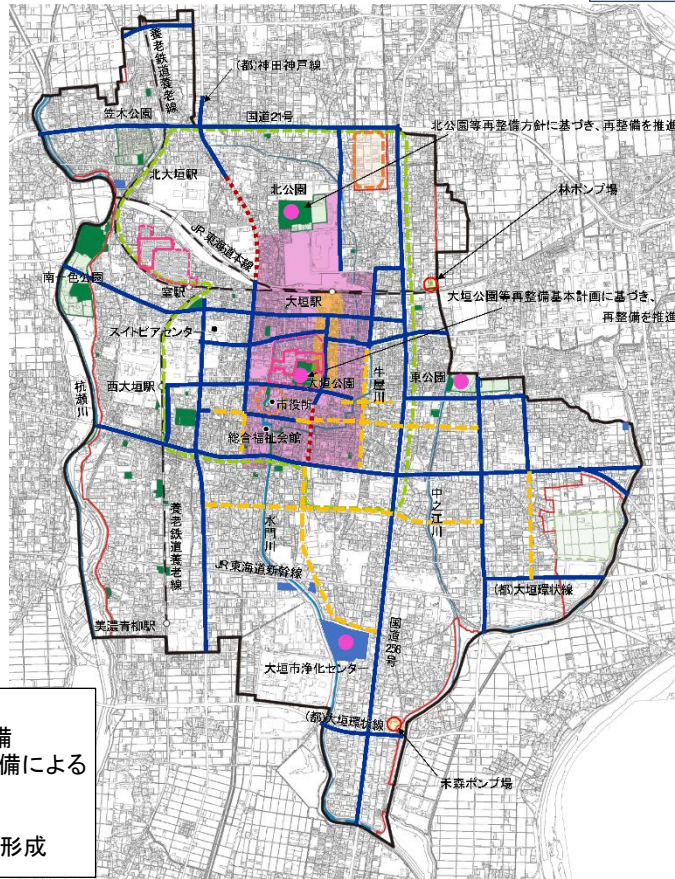 養老鉄道養老線
(都)神田神戸線
笠木公園
国道21号
北公園等再整備方針に基づき、再整備を推進
北大垣駅
北公園
林ポンプ場
JR東海道本線
南一色公園
室駅
大垣駅
大垣公園等再整備基本計画に基づき、
再整備を推進
スイトピアセンター
杭瀬川
西大垣駅
大垣公園
牛屋川
東公園
市役所
総合福祉会館
中之江川
養老鉄道養老線
水門川
JR東海道新幹線
(都)大垣環状線
美濃青柳駅
国道258号
大垣市浄化センター
(都)大垣環状線
禾森ポンプ場
備
備による
形成